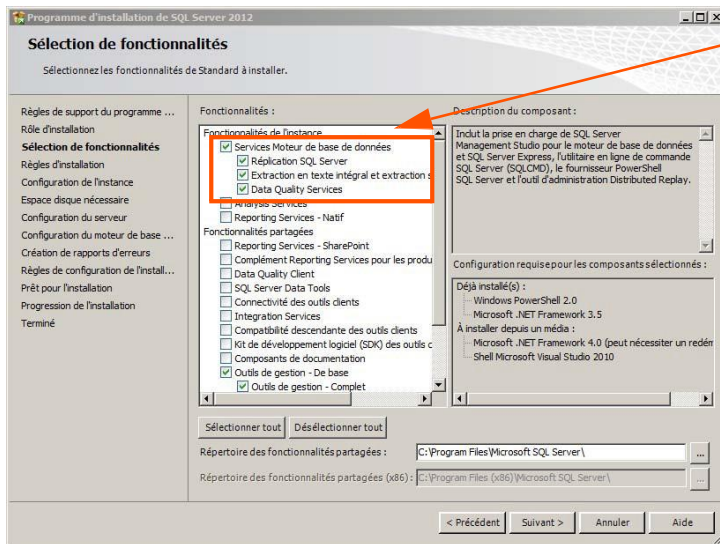 Programme d'installation de SQL Server 2012
Sélection de fonctionnalités
Sélectionnez les fonctionnalités de Standard à installer.
Règles de support du programme ...
Rôle d'installation
Sélection de fonctionnalités
Règles d'installation
Configuration de l'instance
Espace disque nécessaire
Configuration du serveur
Configuration du moteur de base ...
Création de rapports d'erreurs
Règles de configuration de l'install...
Prêt pour l'installation
Progression de l'installation
Terminé
Fonctionnalités :
Fonctionnalités de l'instance
Services Moteur de base de données
Réplication SQL Server
Extraction en texte intégral et extraction s
Data Quality Services
Analysis Services
Reporting Services - Natif
Fonctionnalités partagées
Reporting Services - SharePoint
Complément Reporting Services pour les produ
Data Quality Client
SQL Server Data Tools
Connectivité des outils clients
Integration Services
Compatibilité descendante des outils clients
Kit de développement logiciel (SDK) des outils c
Composants de documentation
Outils de gestion - De base
Outils de gestion - Complet
Description du composant :
Inclut la prise en charge de SQL Server
Management Studio pour le moteur de base de données
et SQL Server Express, l'utilitaire en ligne de commande
SQL Server (SQLCMD), le fournisseur PowerShell
SQL Server et l'outil d'administration Distributed Replay.
Configuration requise pour les composants sélectionnés :
Déjà installé(s) :
Windows PowerShell 2.0
Microsoft .NET Framework 3.5
À installer depuis un média :
Microsoft .NET Framework 4.0 (peut nécessiter un redém
Shell Microsoft Visual Studio 2010
Sélectionner tout
Désélectionner tout
Répertoire des fonctionnalités partagées :
C:\Program Files\Microsoft SQL Server\
...
Répertoire des fonctionnalités partagées (x86) :
C:\Program Files (x86)\Microsoft SQL Server\
...
< Précédent
Suivant >
Annuler
Aide